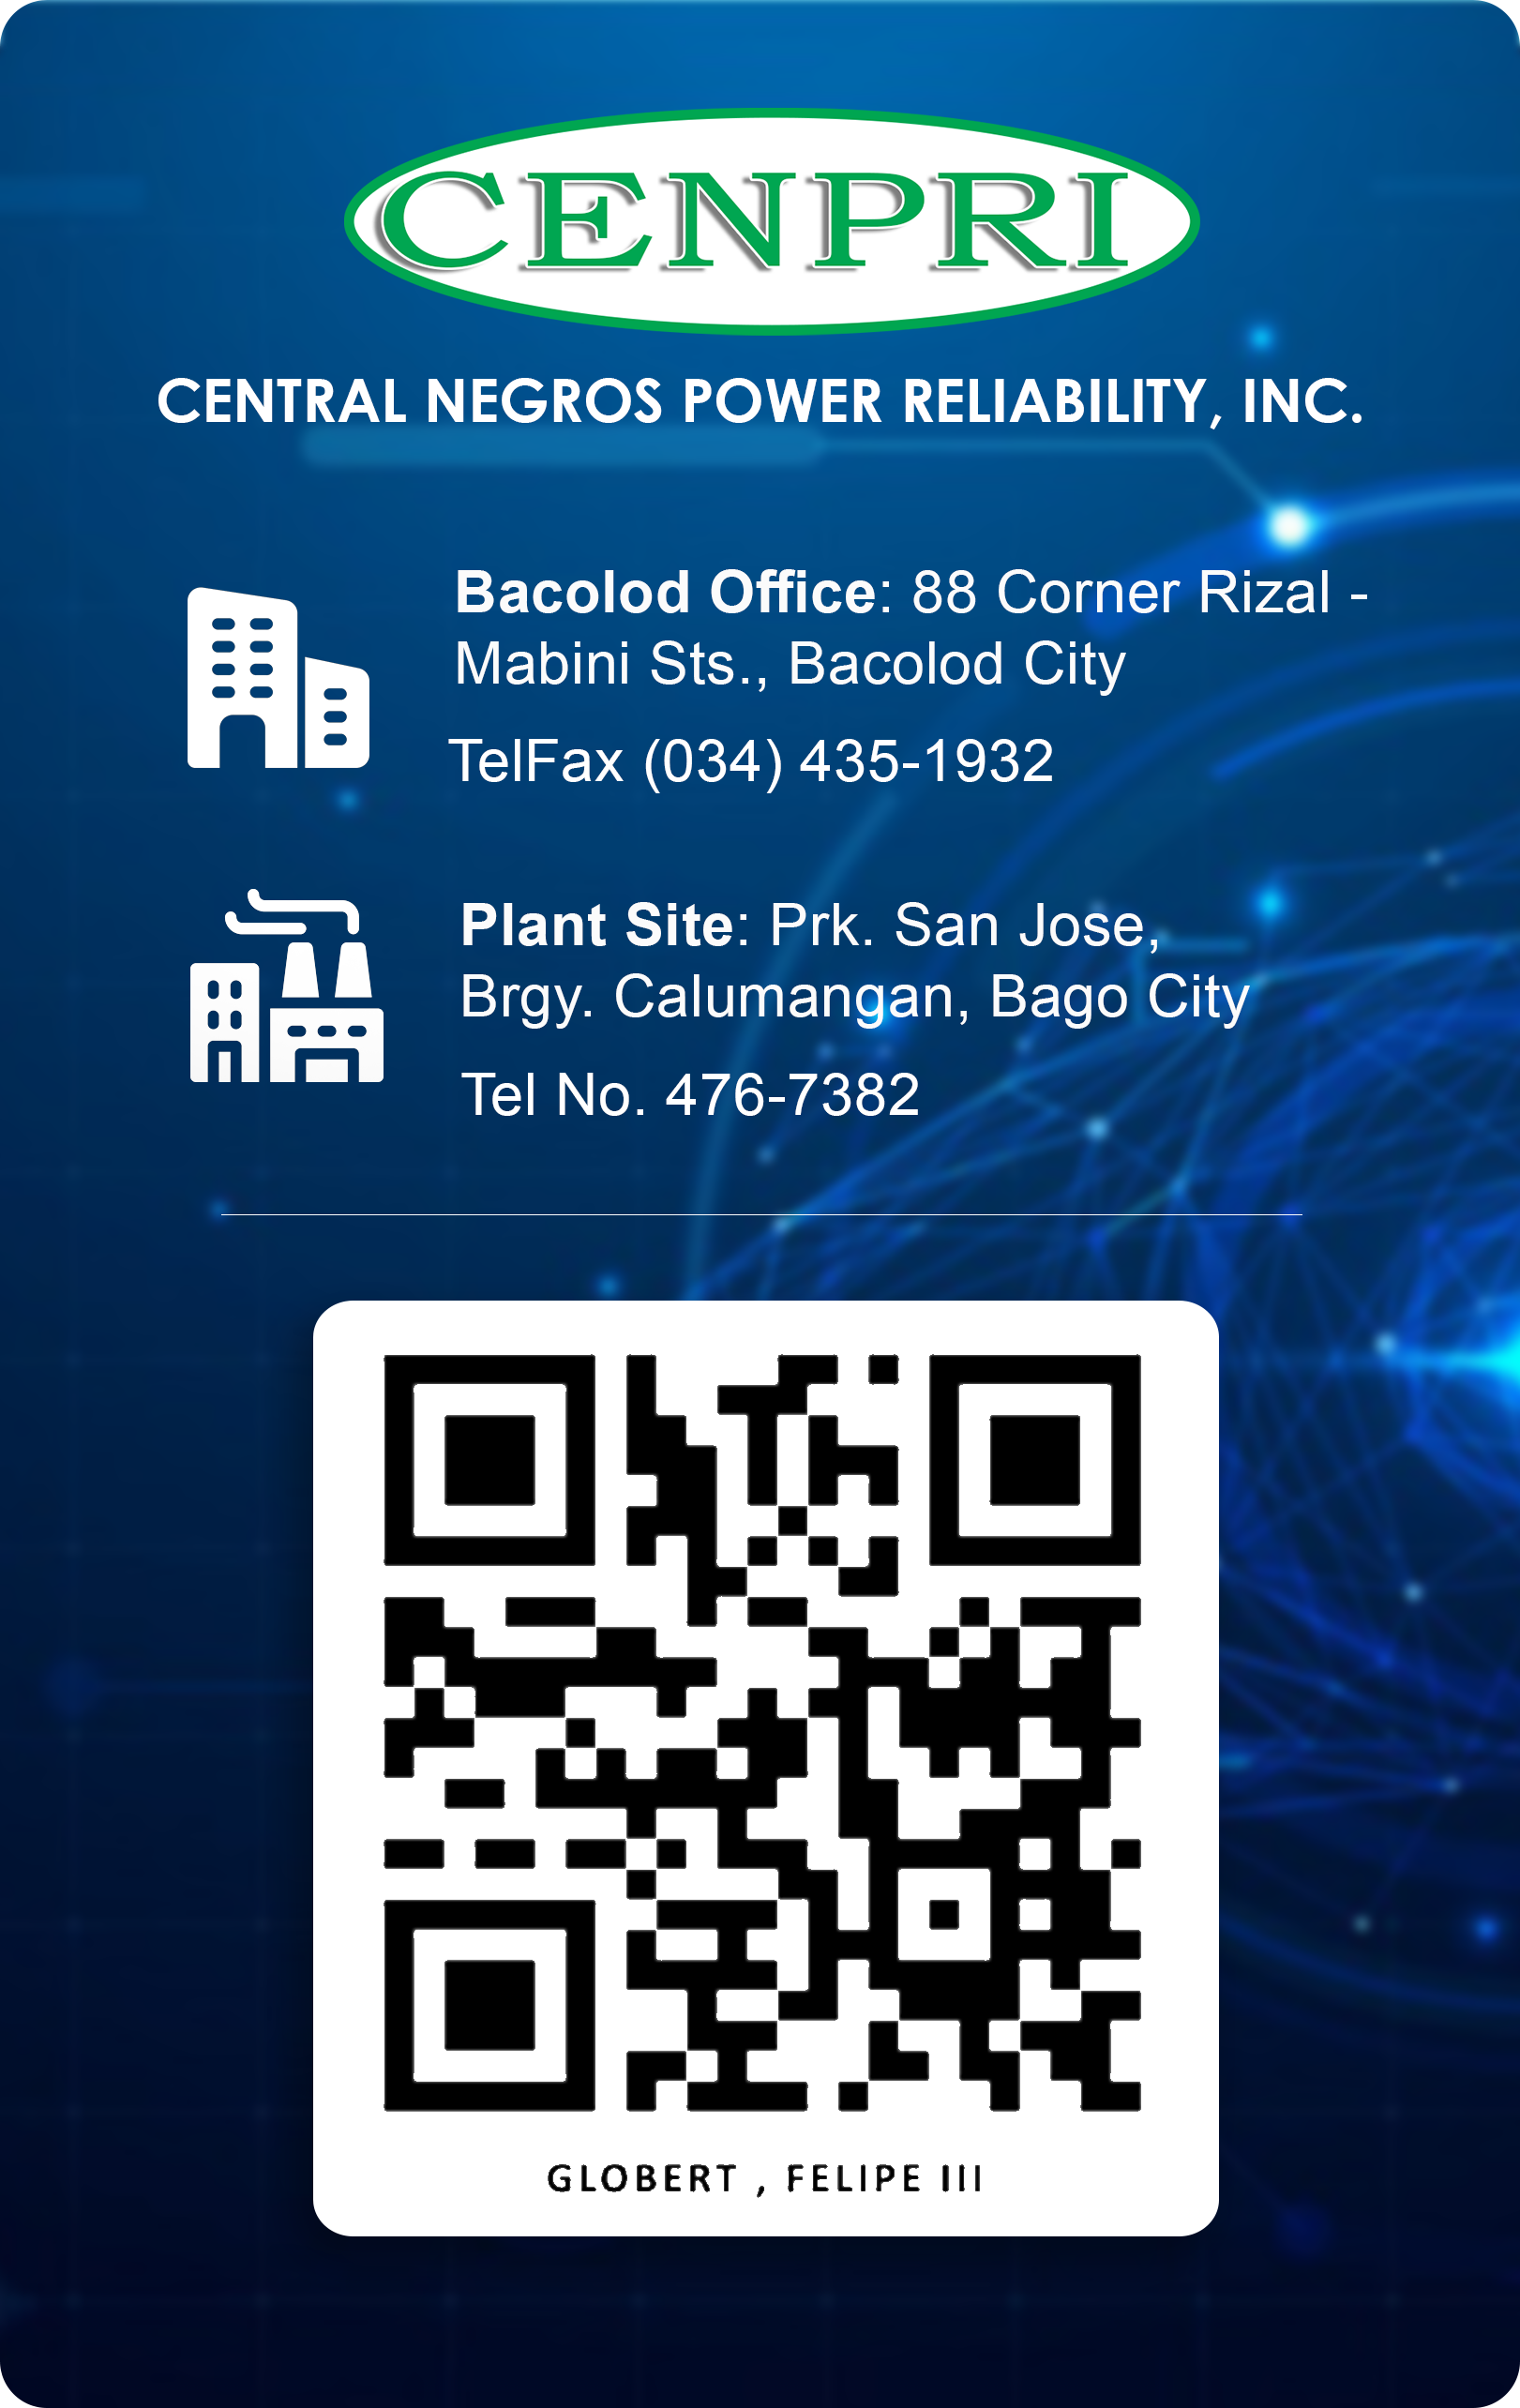 CENPRI
CENTRAL NEGROS POWER RELIABILITY, INC.
Bacolod Office: 88 Corner Rizal -
Mabini Sts., Bacolod City
TelFax (034) 435-1932
Plant Site: Prk. San Jose,
Brgy. Calumangan, Bago City
Tel No. 476-7382
GLOBERT , FELIPE III